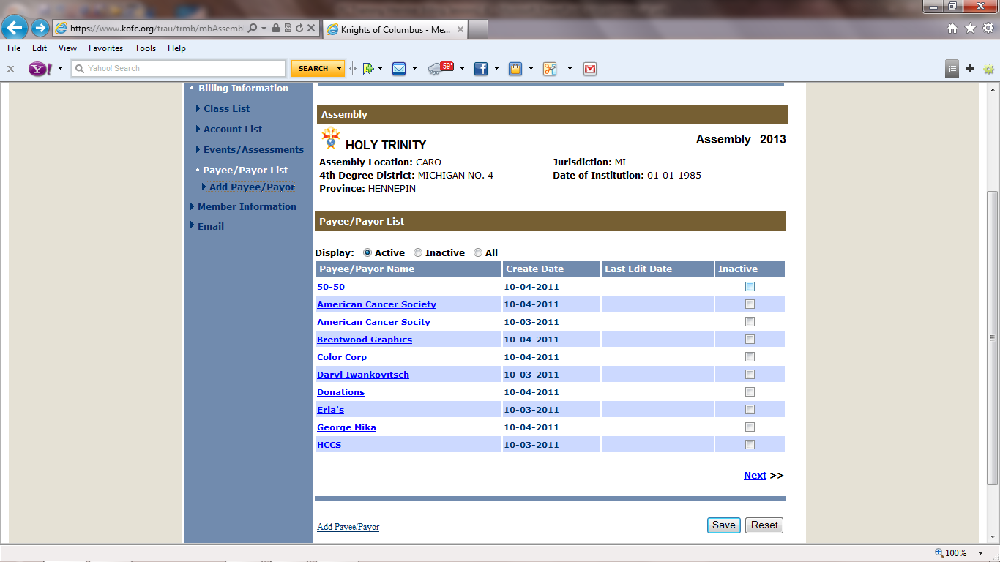 https://www.kofc.org/trau/trmb/mbAssemb
Knights of Columbus - Me...
File Edit View Favorites Tools Help
Yahoo! Search
SEARCH
59°
Billing Information
Class List
Account List
Events/Assessments
Payee/Payor List
Add Payee/Payor
Member Information
Email
Assembly
HOLY TRINITY
Assembly 2013
Assembly Location: CARO Jurisdiction: MI
4th Degree District: MICHIGAN NO. 4 Date of Institution: 01-01-1985
Province: HENNEPIN
Payee/Payor List
Display: Active Inactive All
Payee/Payor Name Create Date Last Edit Date Inactive
50-50 10-04-2011
American Cancer Society 10-04-2011
American Cancer Socity 10-03-2011
Brentwood Graphics 10-04-2011
Color Corp 10-04-2011
Daryl Iwankovitsch 10-03-2011
Donations 10-04-2011
Erla's 10-03-2011
George Mika 10-04-2011
HCCS 10-03-2011
Next >>
Add Payee/Payor Save Reset
100%